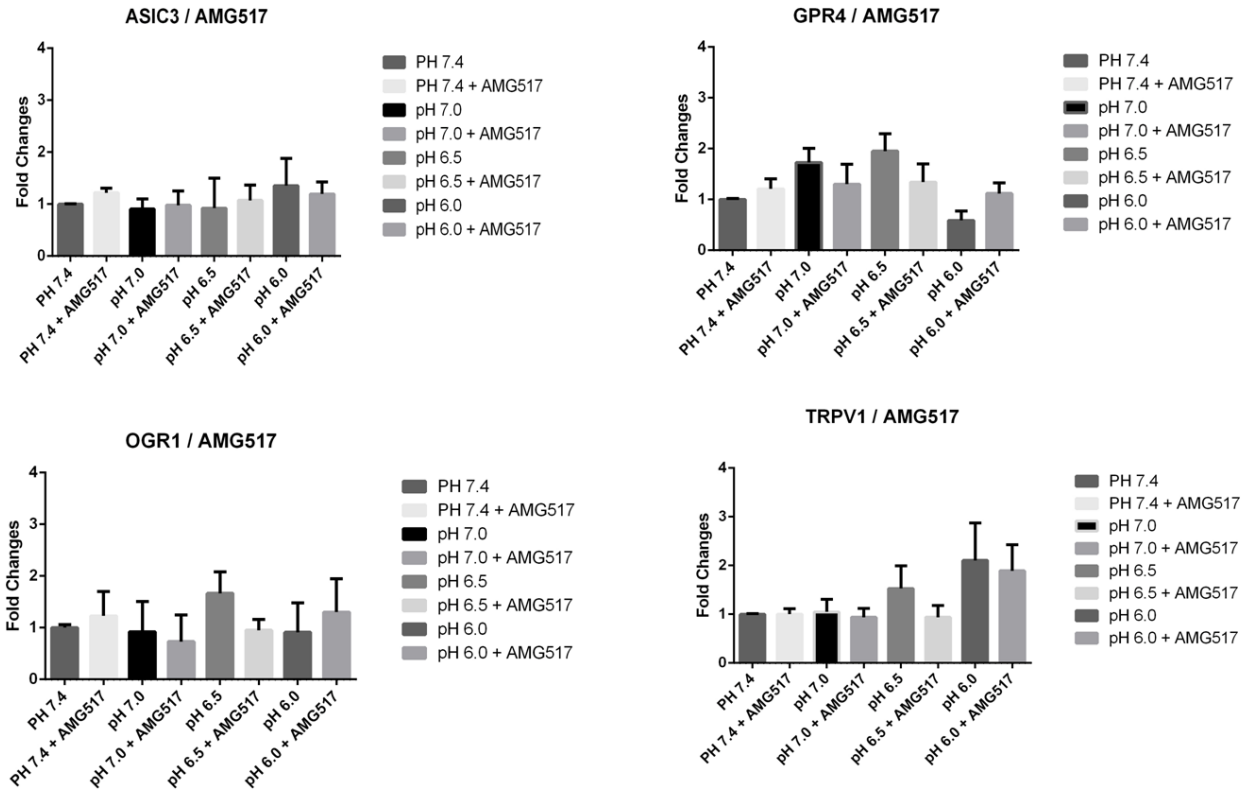 ASIC3 / AMG517
Fold Changes
4
3
2
1
0
PH 7.4
PH 7.4 + AMG517
pH 7.0
pH 7.0 + AMG517
pH 6.5
pH 6.5 + AMG517
pH 6.0
pH 6.0 + AMG517
PH 7.4
PH 7.4 + AMG517
pH 7.0
pH 7.0 + AMG517
pH 6.5
pH 6.5 + AMG517
pH 6.0
pH 6.0 + AMG517
GPR4 / AMG517
Fold Changes
4
3
2
1
0
PH 7.4
PH 7.4 + AMG517
pH 7.0
pH 7.0 + AMG517
pH 6.5
pH 6.5 + AMG517
pH 6.0
pH 6.0 + AMG517
PH 7.4
PH 7.4 + AMG517
pH 7.0
pH 7.0 + AMG517
pH 6.5
pH 6.5 + AMG517
pH 6.0
pH 6.0 + AMG517
OGR1 / AMG517
Fold Changes
4
3
2
1
0
PH 7.4
PH 7.4 + AMG517
pH 7.0
pH 7.0 + AMG517
pH 6.5
pH 6.5 + AMG517
pH 6.0
pH 6.0 + AMG517
PH 7.4
PH 7.4 + AMG517
pH 7.0
pH 7.0 + AMG517
pH 6.5
pH 6.5 + AMG517
pH 6.0
pH 6.0 + AMG517
TRPV1 / AMG517
Fold Changes
4
3
2
1
0
PH 7.4
PH 7.4 + AMG517
pH 7.0
pH 7.0 + AMG517
pH 6.5
pH 6.5 + AMG517
pH 6.0
pH 6.0 + AMG517
PH 7.4
PH 7.4 + AMG517
pH 7.0
pH 7.0 + AMG517
pH 6.5
pH 6.5 + AMG517
pH 6.0
pH 6.0 + AMG517